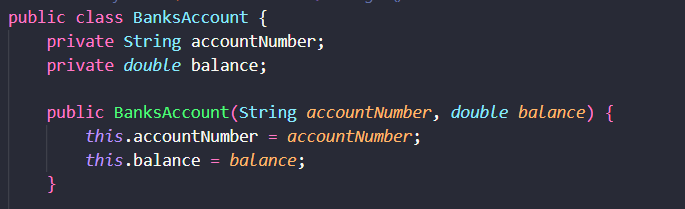 public class BanksAccount {
    private String accountNumber;
    private double balance;

    public BanksAccount(String accountNumber, double balance) {
        this.accountNumber = accountNumber;
        this.balance = balance;
    }